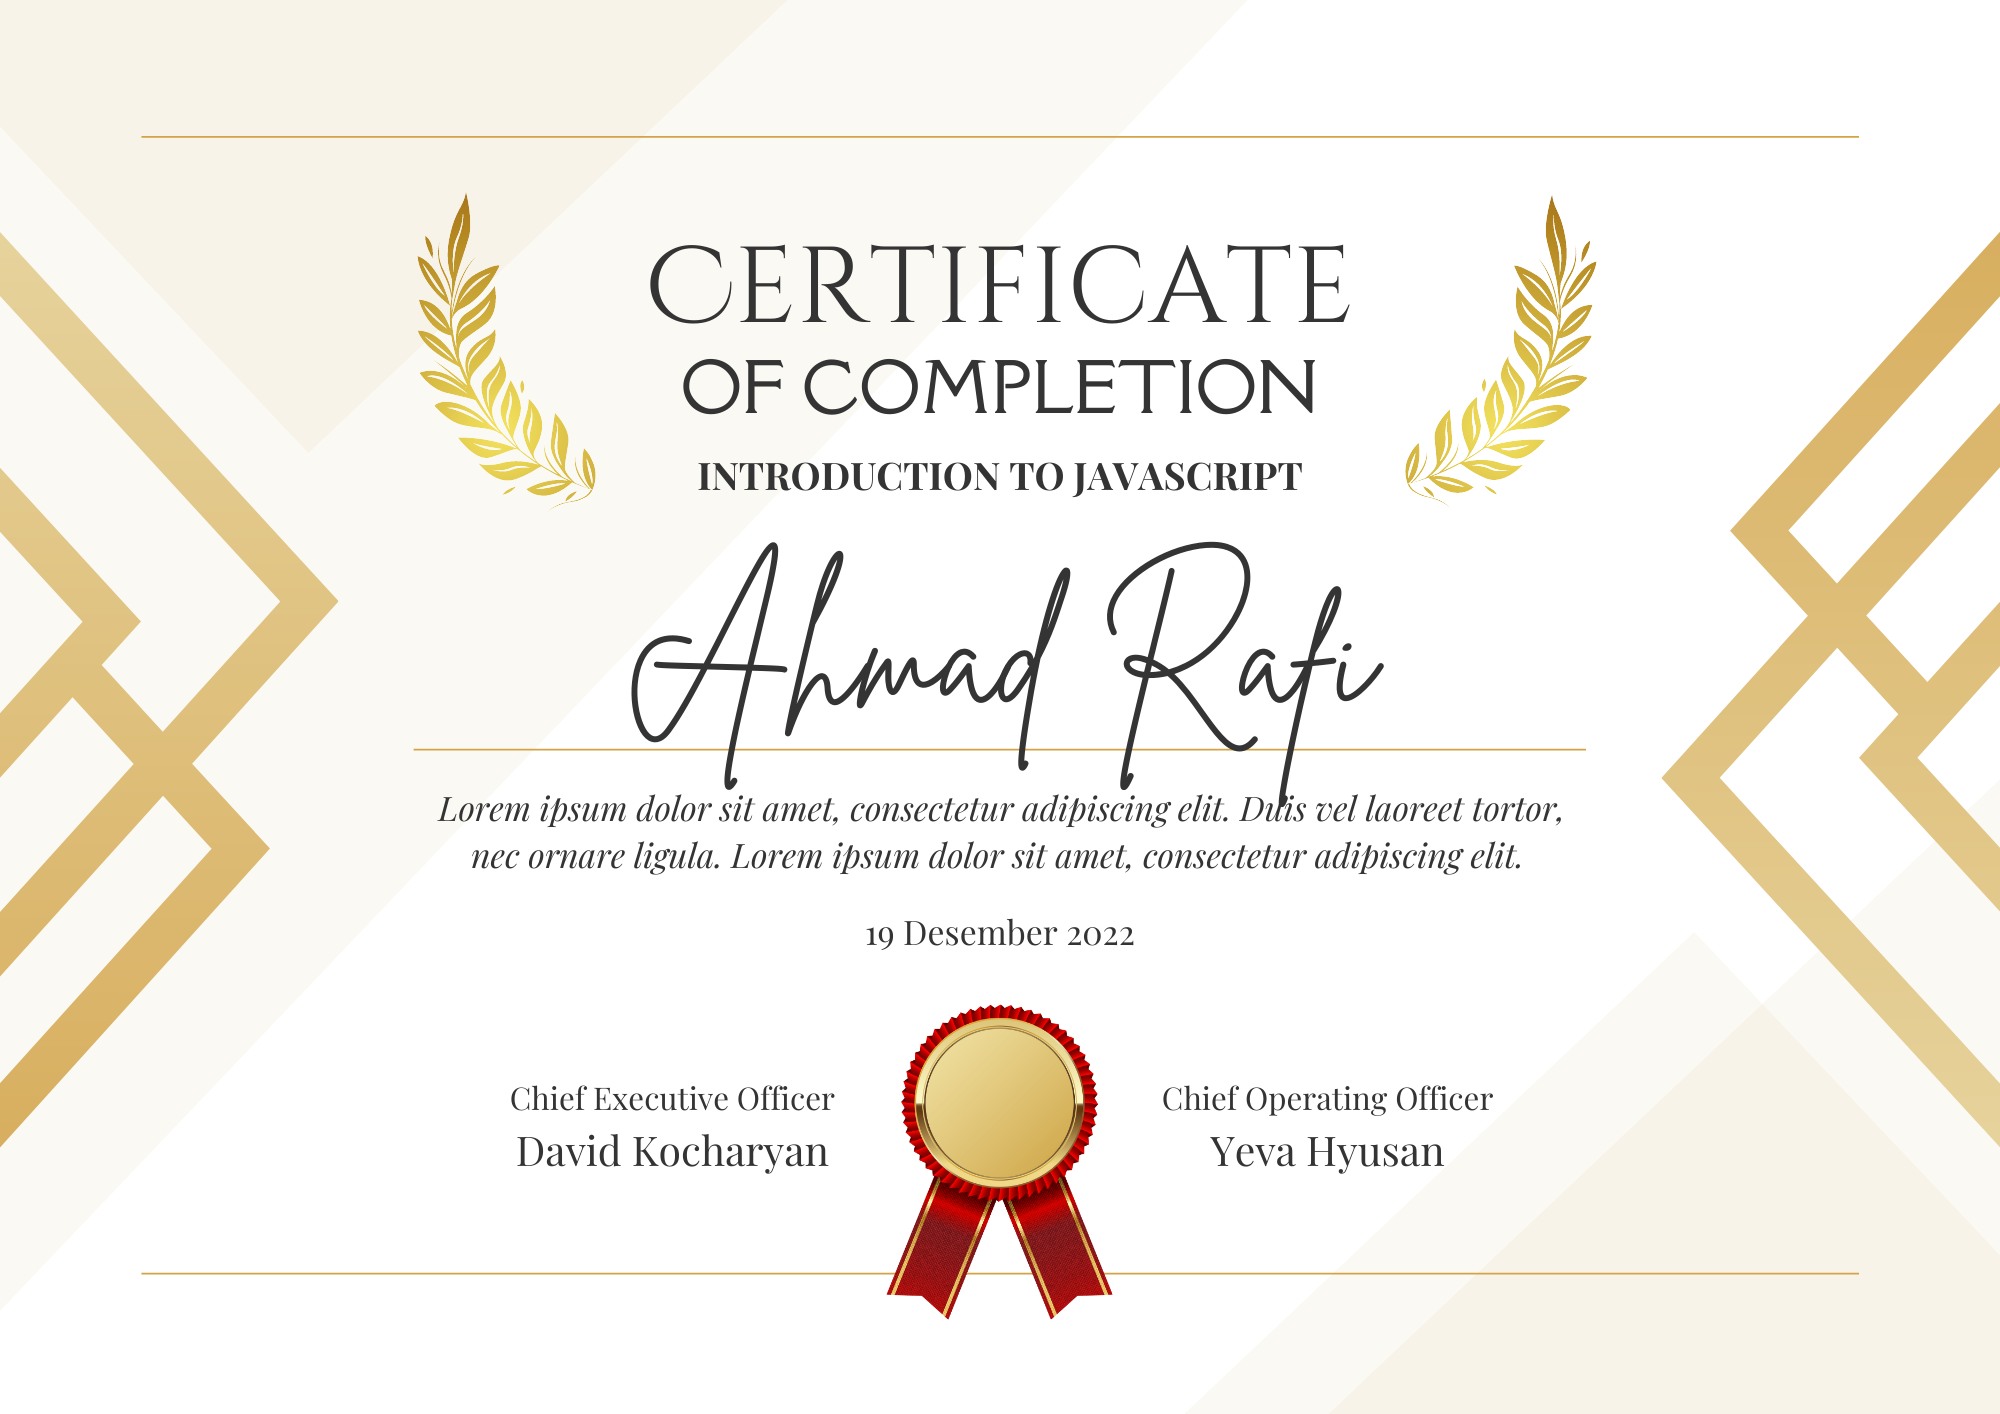 CERTIFICATE
OF COMPLETION
INTRODUCTION TO JAVASCRIPT
Ahmad Rafi
Lorem ipsum dolor sit amet, consectetur adipiscing elit. Duis vel laoreet tortor,
nec ornare ligula. Lorem ipsum dolor sit amet, consectetur adipiscing elit.
19 Desember 2022
Chief Executive Officer
David Kocharyan
Chief Operating Officer
Yeva Hyusan